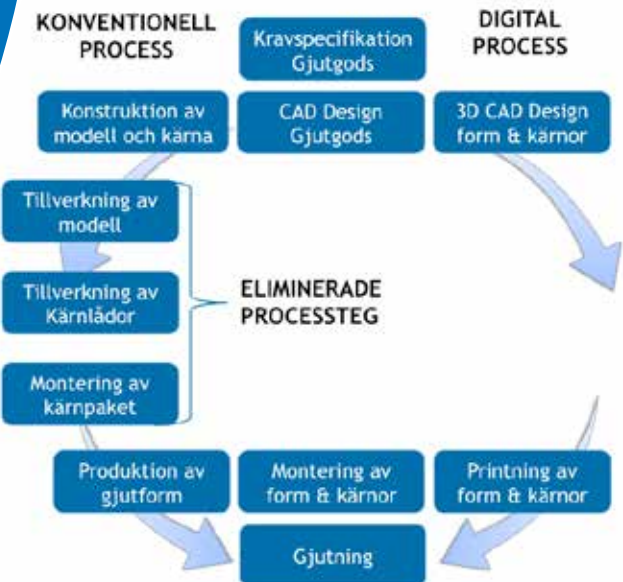 KONVENTIONELL
PROCESS
Kravspecifikation
Gjutgods
DIGITAL
PROCESS
Konstruktion av
modell och kärna
CAD Design
Gjutgods
3D CAD Design
form & kärnor
Tillverkning av
modell
Tillverkning av
Kärnlådor
ELIMINERADE
PROCESSTEG
Montering av
kärnpaket
Produktion av
gjutform
Montering av
form & kärnor
Printning av
form & kärnor
Gjutning